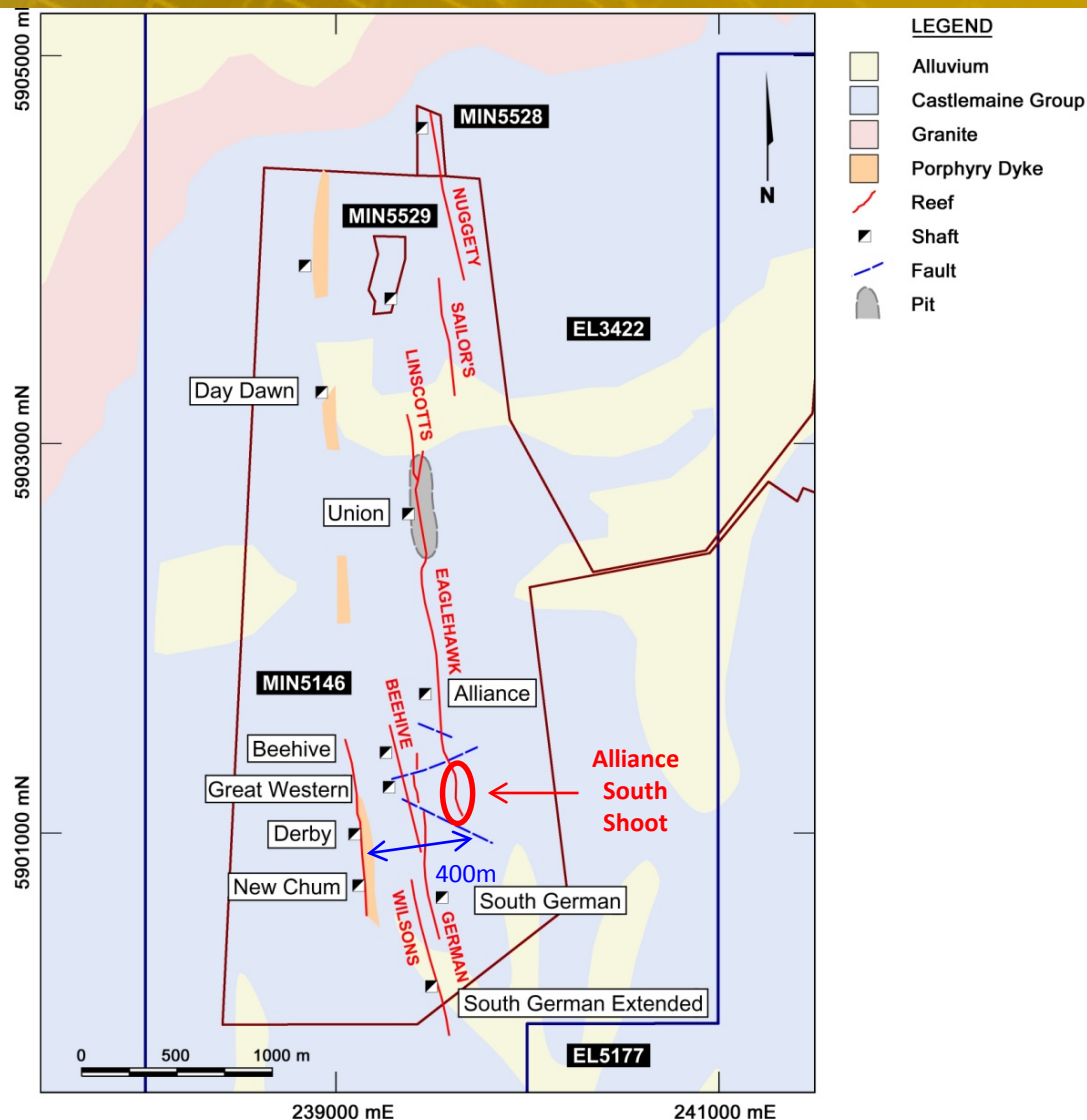 5905000 mN
5903000 mN
5901000 mN
MIN5528
NUGGETY
MIN5529
SAILOR'S
EL3422
LINSCOTTS
Day Dawn
Union
EAGLEHAWK
MIN5146
Alliance
BEEHIVE
Beehive
Great Western
Alliance
South
Shoot
Derby
400m
New Chum
South German
WILSONS
GERMAN
South German Extended
EL5177
0 500 1000 m
239000 mE
241000 mE
N
LEGEND
Alluvium
Castlemaine Group
Granite
Porphyry Dyke
Reef
Shaft
Fault
Pit